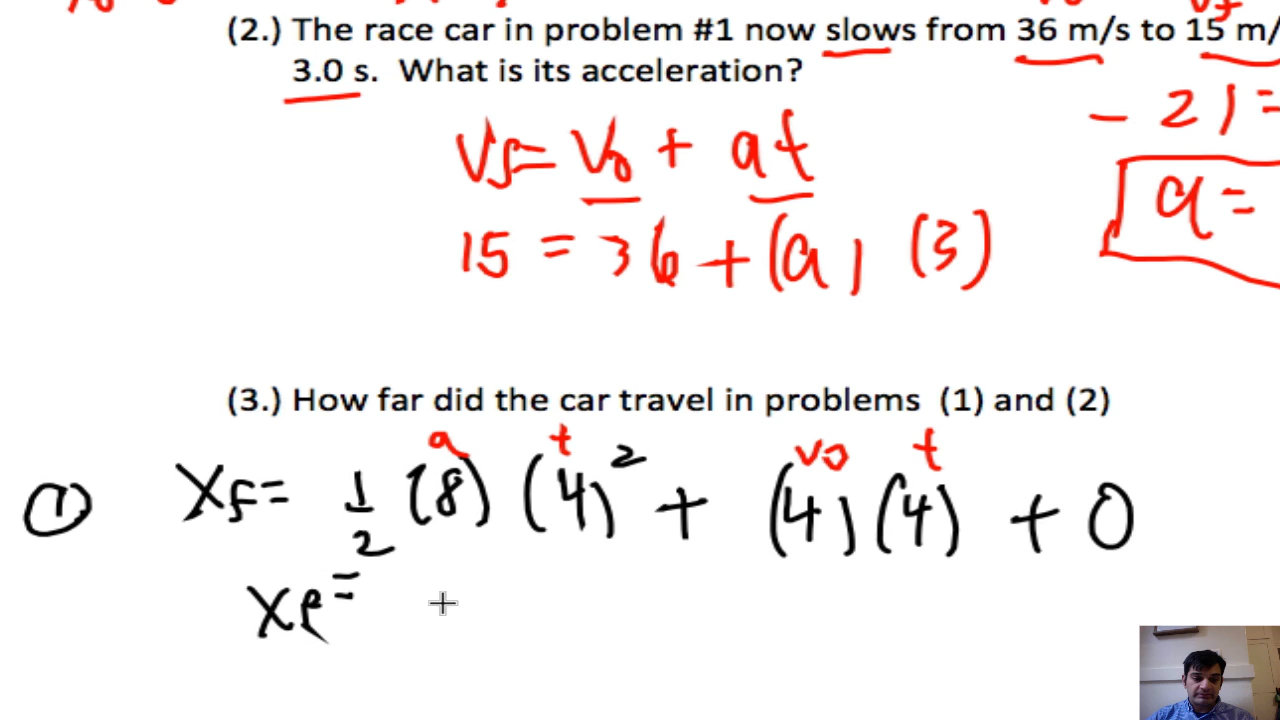 (2.) The race car in problem #1 now slows from 36 m/s to 15 m/
3.0 s. What is its acceleration?
- 21 =
Vf = Vo + at
a =
15 = 36 + (a) (3)
(3.) How far did the car travel in problems (1) and (2)
a t vo t
① Xf = 1/2 (8) (4)² + (4) (4) + 0
Xf =